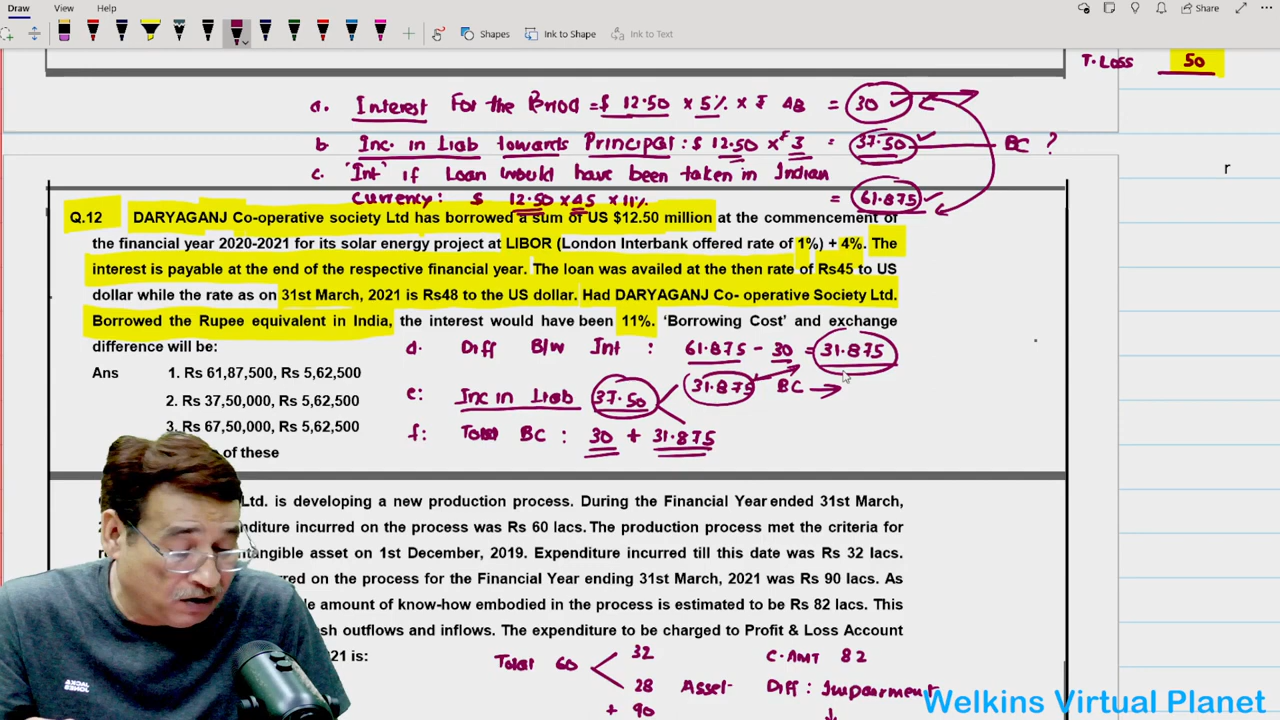 Draw View Help
Shapes Ink to Shape Ink to Text Share
T. Loss 50
a. Interest For the Period = $ 12.50 x 5% x ₹ 48 = 30
b Inc. in Liab towards Principal : $ 12.50 x ₹ 3 = 37.50 BC ?
c. 'Int' if Loan would have been taken in Indian
Currency : $ 12.50 x 45 x 11% = 61.875
r
Q.12 DARYAGANJ Co-operative society Ltd has borrowed a sum of US $12.50 million at the commencement of
the financial year 2020-2021 for its solar energy project at LIBOR (London Interbank offered rate of 1%) + 4%. The
interest is payable at the end of the respective financial year. The loan was availed at the then rate of Rs45 to US
dollar while the rate as on 31st March, 2021 is Rs48 to the US dollar. Had DARYAGANJ Co- operative Society Ltd.
Borrowed the Rupee equivalent in India, the interest would have been 11%. ‘Borrowing Cost’ and exchange
difference will be:
d. Diff B/w Int : 61.875 - 30 = 31.875
Ans 1. Rs 61,87,500, Rs 5,62,500
e: Inc in Liab 37.50 31.875 BC
2. Rs 37,50,000, Rs 5,62,500
3. Rs 67,50,000, Rs 5,62,500
f: Total BC : 30 + 31.875
of these
Ltd. is developing a new production process. During the Financial Year ended 31st March,
enditure incurred on the process was Rs 60 lacs. The production process met the criteria for
intangible asset on 1st December, 2019. Expenditure incurred till this date was Rs 32 lacs.
rred on the process for the Financial Year ending 31st March, 2021 was Rs 90 lacs. As
le amount of know-how embodied in the process is estimated to be Rs 82 lacs. This
sh outflows and inflows. The expenditure to be charged to Profit & Loss Account
2021 is:
Total 60 32 C. AMT 82
28 Asset Diff : Impairment
+ 90
Welkins Virtual Planet